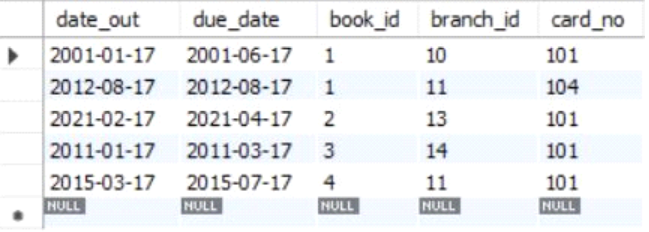 date_out due_date book_id branch_id card_no
2001-01-17 2001-06-17 1 10 101
2012-08-17 2012-08-17 1 11 104
2021-02-17 2021-04-17 2 13 101
2011-01-17 2011-03-17 3 14 101
2015-03-17 2015-07-17 4 11 101
NULL NULL NULL NULL NULL